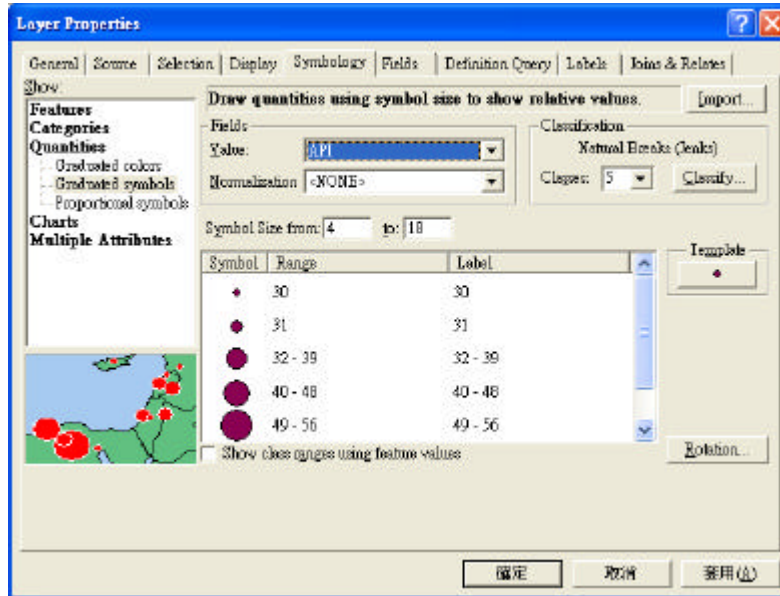 Layer Properties
General Source Selection Display Symbology Fields Definition Query Labels Joins & Relates
Show:
Features
Categories
Quantities
Graduated colors
Graduated symbols
Proportional symbols
Charts
Multiple Attributes
Draw quantities using symbol size to show relative values.
Import...
Fields
Value: API
Normalization <NONE>
Classification
Natural Breaks (Jenks)
Classes: 5 Classify...
Symbol Size from: 4 to: 18
Symbol Range Label
30 30
31 31
32 - 39 32 - 39
40 - 48 40 - 48
49 - 56 49 - 56
Template
Show class ranges using feature values
Rotation...
確定 取消 套用(A)